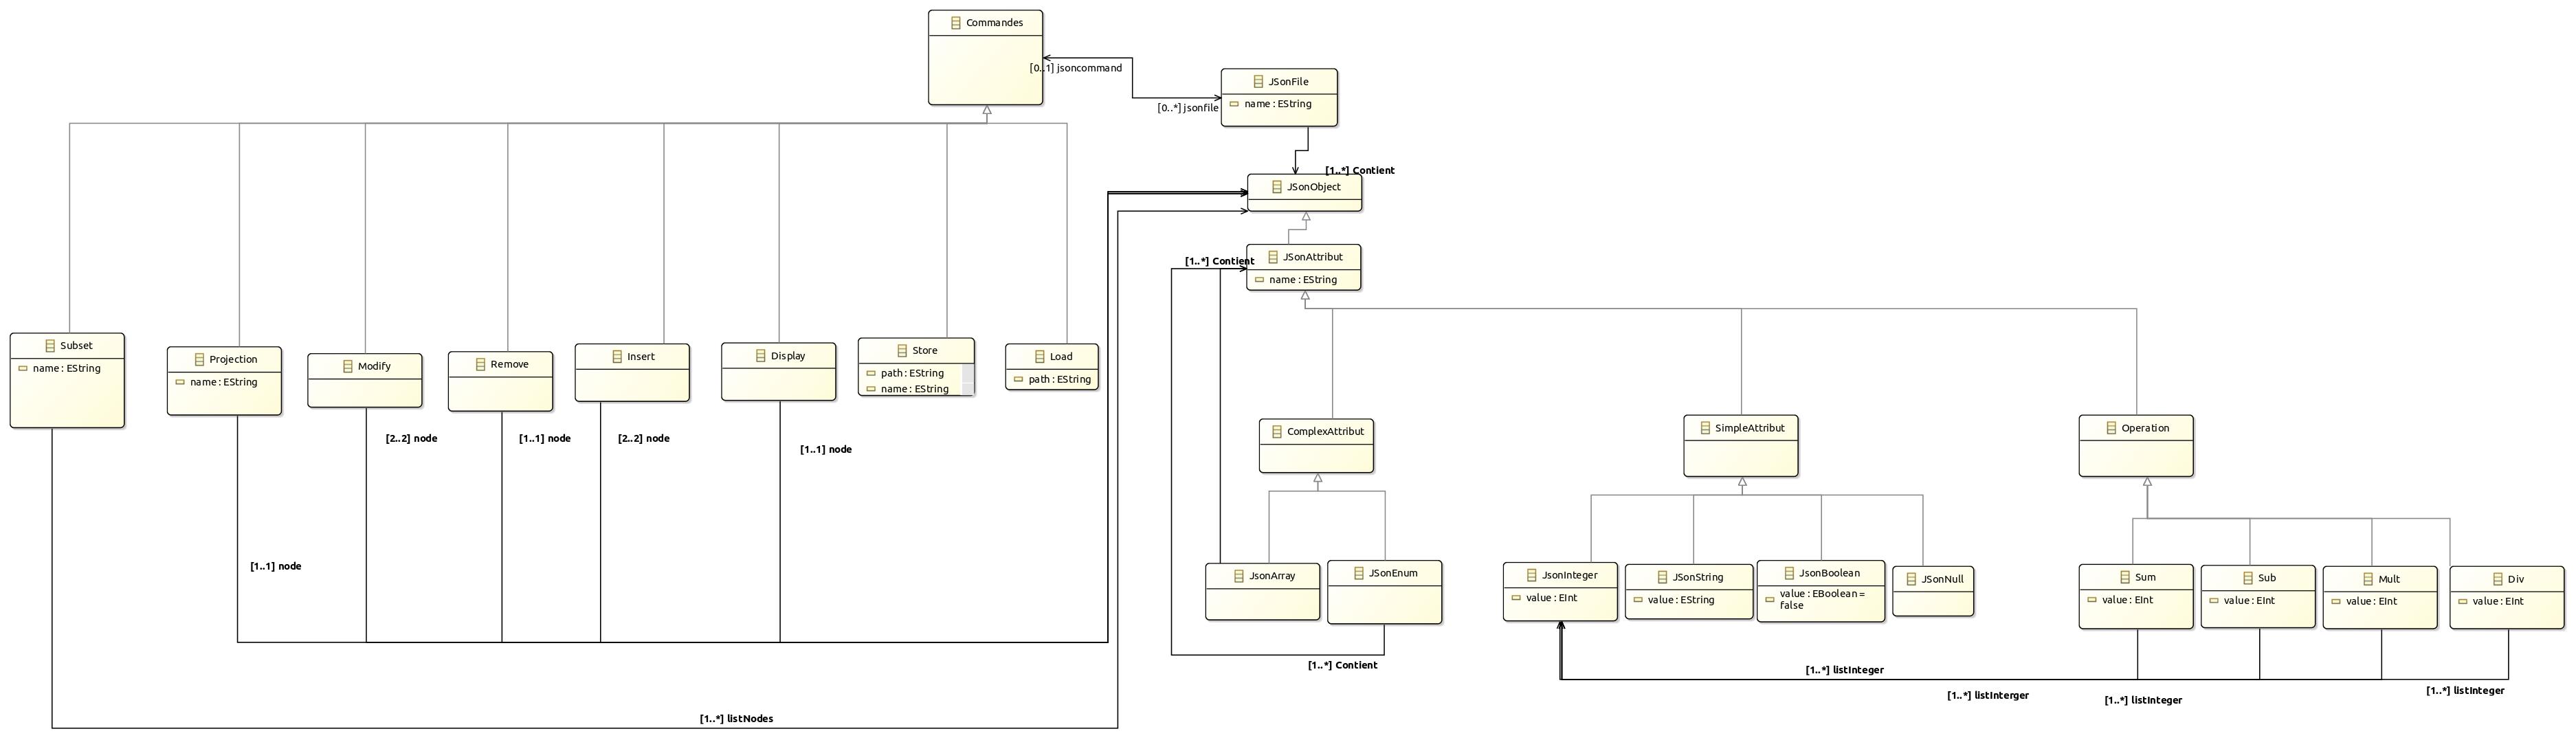 Commandes
[0..1] jsoncommand
JSonFile
name : EString
[0..*] jsonfile
[1..*] Contient
JSonObject
JSonAttribut
name : EString
[1..*] Contient
Subset
name : EString
Projection
name : EString
Modify
Remove
Insert
Display
Store
path : EString
name : EString
Load
path : EString
[2..2] node
[1..1] node
[2..2] node
[1..1] node
[1..1] node
ComplexAttribut
SimpleAttribut
Operation
JsonArray
JSonEnum
JsonInteger
value : EInt
JSonString
value : EString
JsonBoolean
value : EBoolean =
false
JSonNull
Sum
value : EInt
Sub
value : EInt
Mult
value : EInt
Div
value : EInt
[1..*] Contient
[1..*] listInteger
[1..*] listInterger
[1..*] listInteger
[1..*] listInteger
[1..*] listNodes